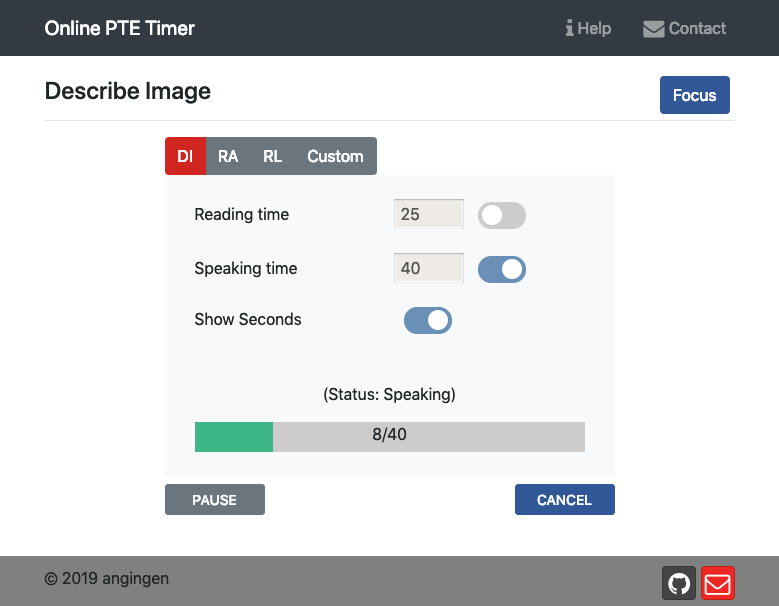 Online PTE Timer
Help
Contact
Describe Image
Focus
DI RA RL Custom
Reading time 25
Speaking time 40
Show Seconds
(Status: Speaking)
8/40
PAUSE
CANCEL
© 2019 angingen